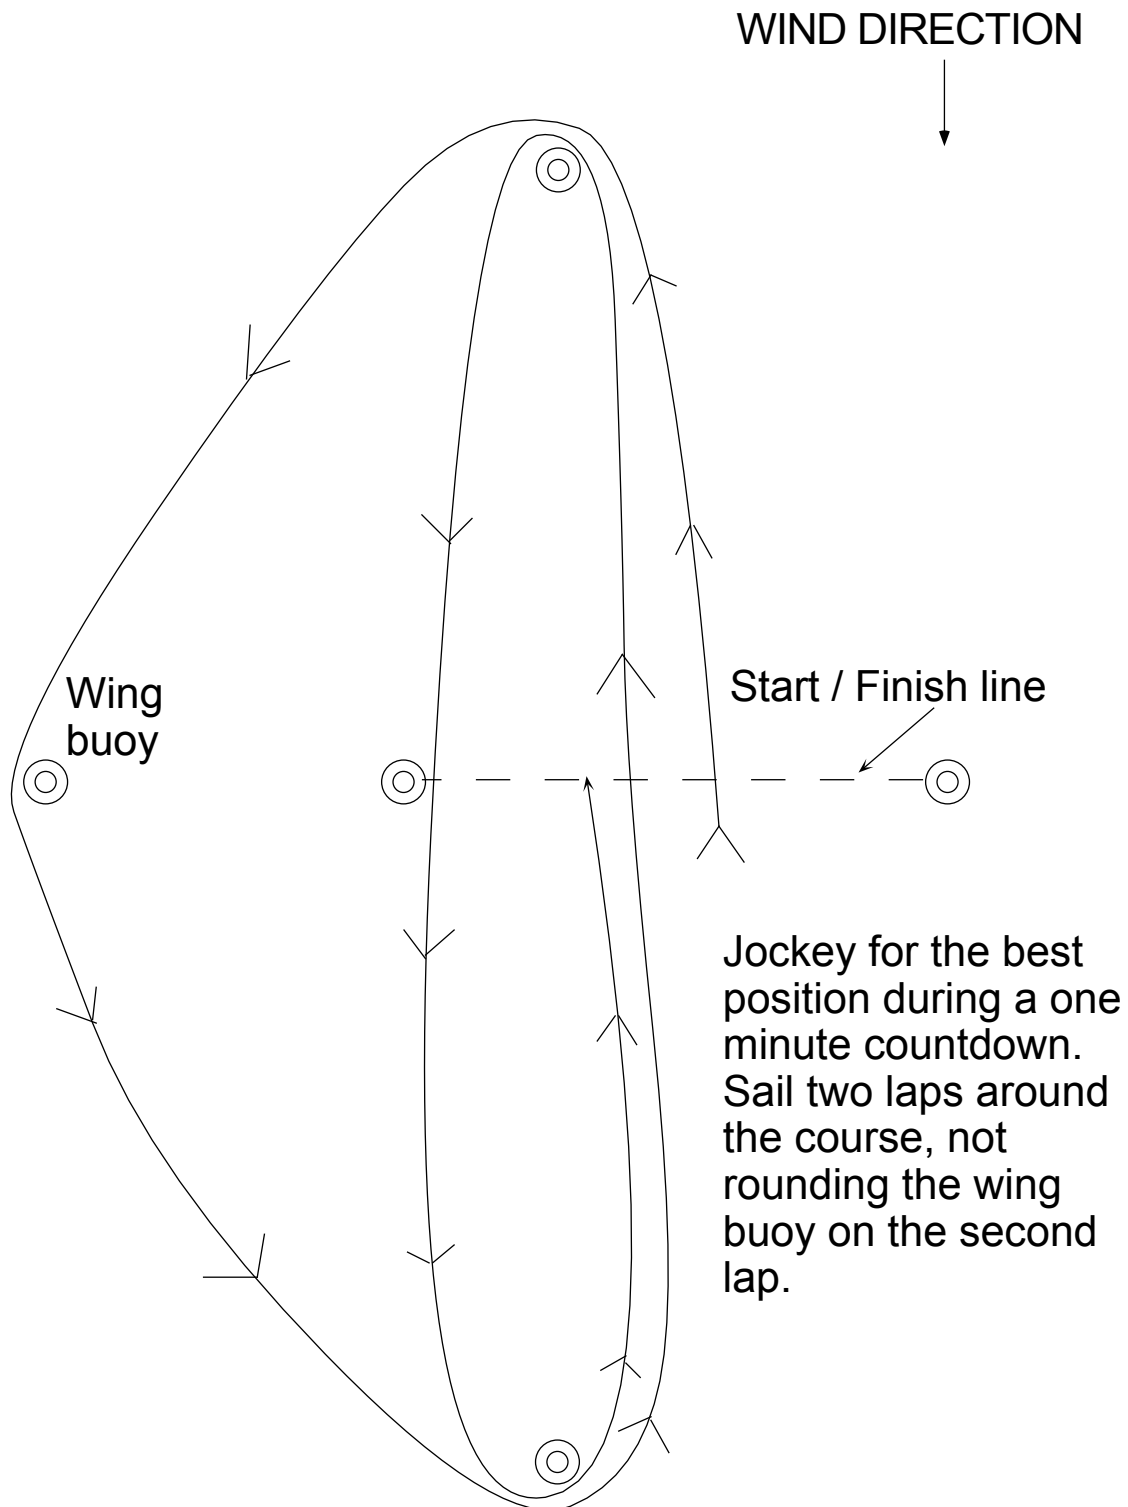 WIND DIRECTION
Wing
buoy
Start / Finish line
Jockey for the best
position during a one
minute countdown.
Sail two laps around
the course, not
rounding the wing
buoy on the second
lap.